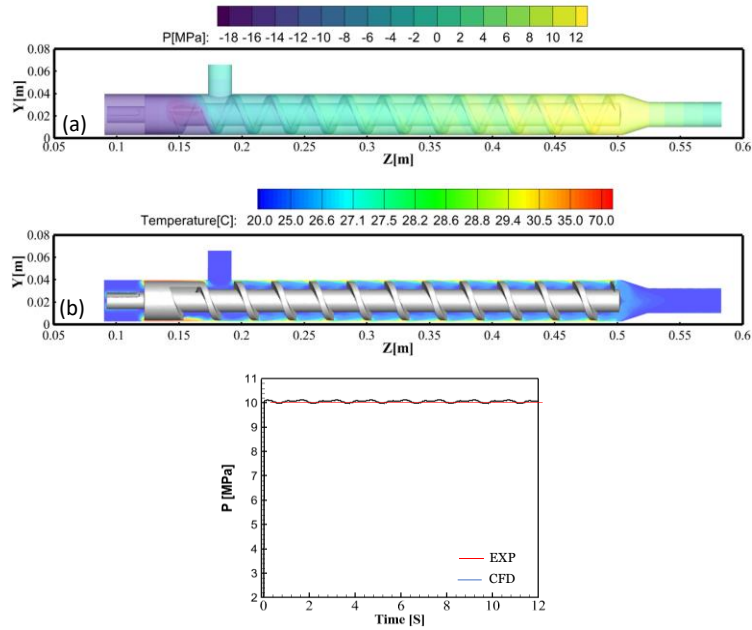 P[MPa]: -18 -16 -14 -12 -10 -8 -6 -4 -2 0 2 4 6 8 10 12
0.08
0.06
Y[m]
0.04
0.02
(a)
0
0.05 0.1 0.15 0.2 0.25 0.3 0.35 0.4 0.45 0.5 0.55 0.6
Z[m]
Temperature[C]: 20.0 25.0 26.6 27.1 27.5 28.2 28.6 28.8 29.4 30.5 35.0 70.0
0.08
0.06
Y[m]
0.04
0.02
(b)
0
0.05 0.1 0.15 0.2 0.25 0.3 0.35 0.4 0.45 0.5 0.55 0.6
Z[m]
11
10
9
8
7
P [MPa]
6
5
4
3
2
EXP
CFD
0 2 4 6 8 10 12
Time [S]